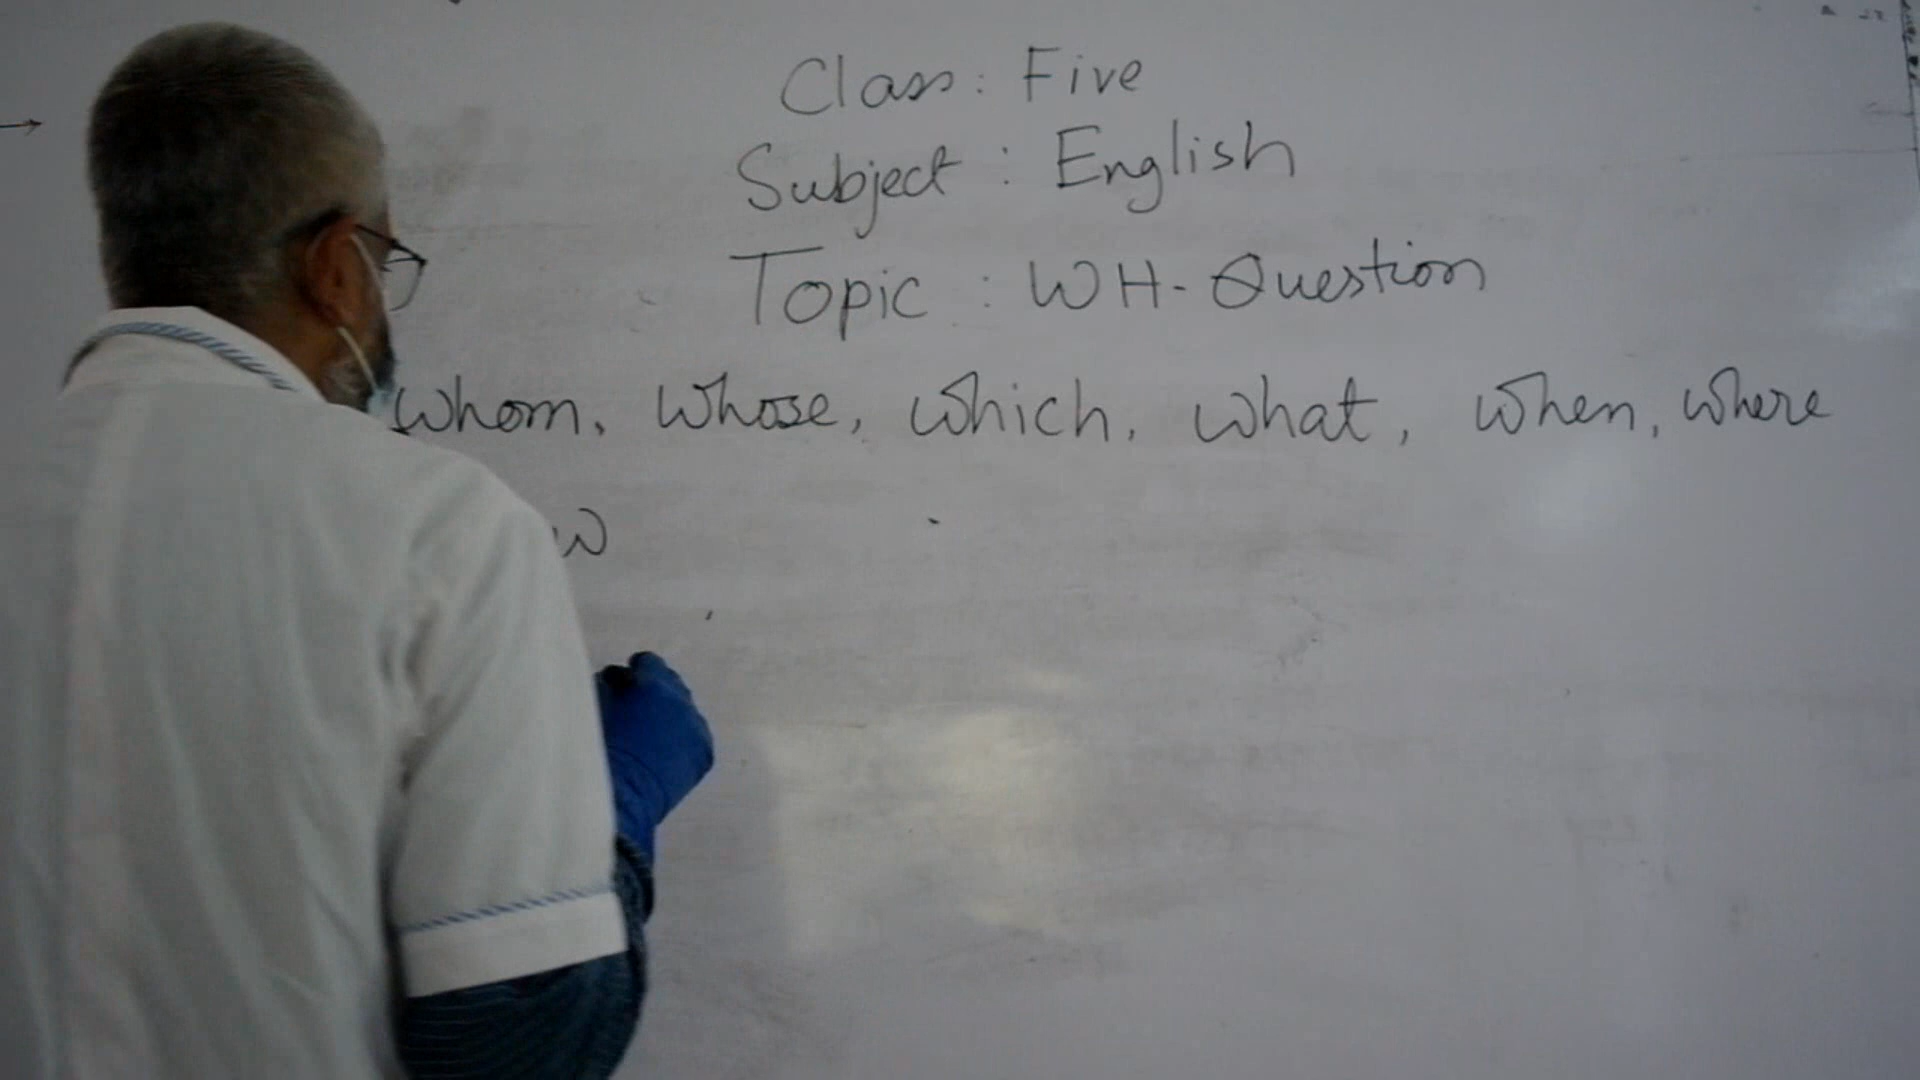 Class: Five
Subject : English
Topic : WH-Question
Whom, Whose, Which, What, When, where